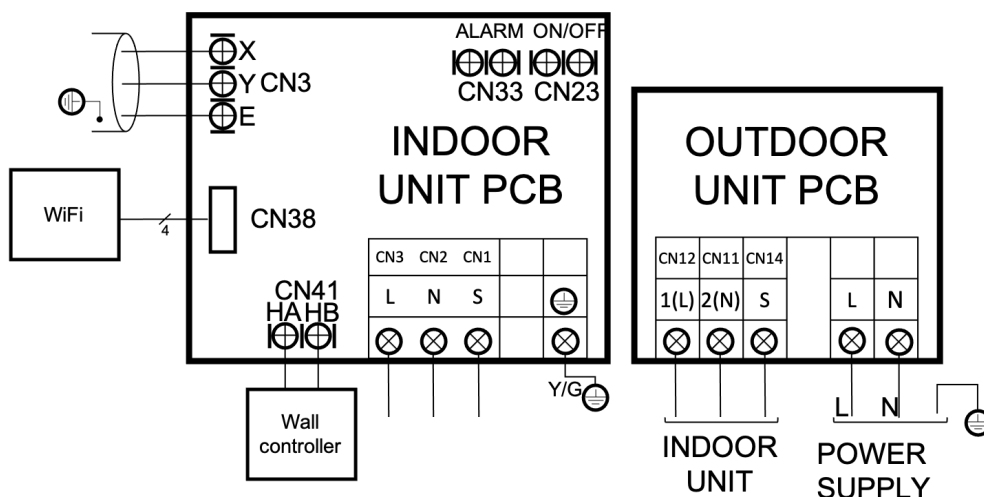 ALARM ON/OFF
CN33 CN23
X
Y CN3
E
INDOOR
UNIT PCB
WiFi
4
CN38
CN41
HA HB
Wall
controller
CN3 CN2 CN1
L N S
Y/G
OUTDOOR
UNIT PCB
CN12 CN11 CN14
1(L) 2(N) S L N
L N
INDOOR
UNIT
POWER
SUPPLY